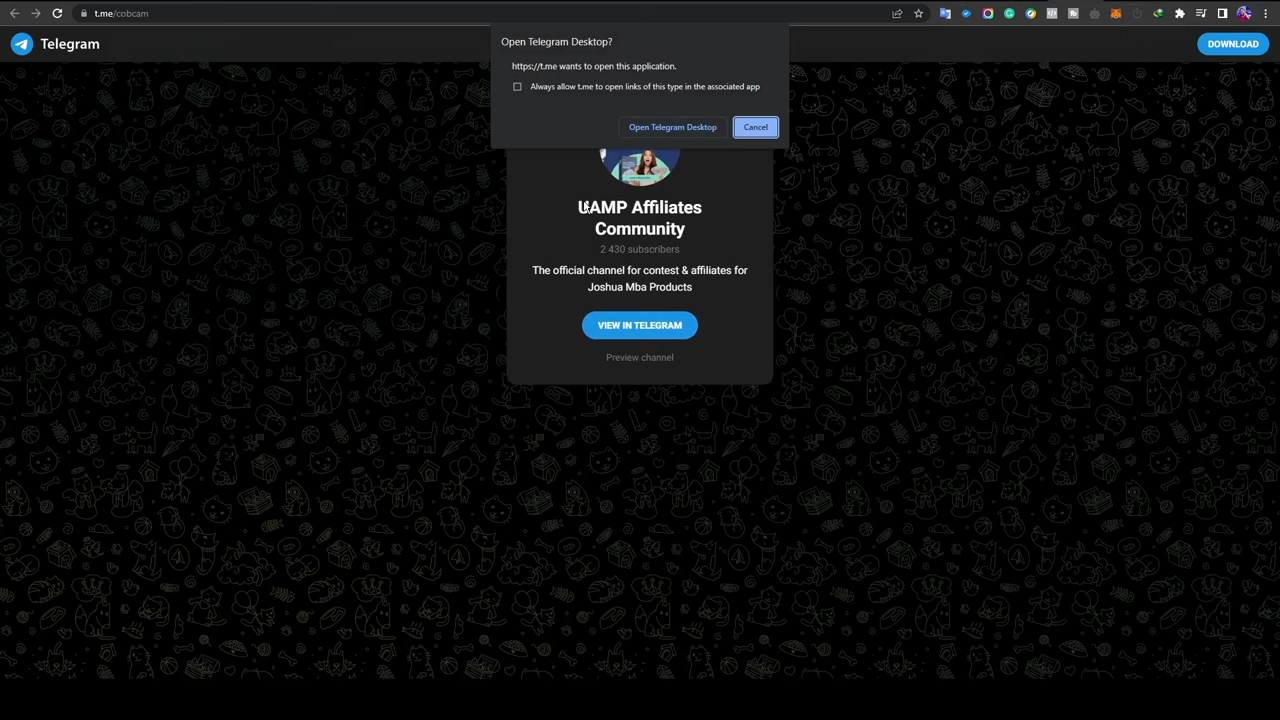 t.me/cobcam
Telegram
DOWNLOAD
Open Telegram Desktop?
https://t.me wants to open this application.
Always allow t.me to open links of this type in the associated app
Open Telegram Desktop
Cancel
UAMP Affiliates
Community
2 430 subscribers
The official channel for contest & affiliates for
Joshua Mba Products
VIEW IN TELEGRAM
Preview channel